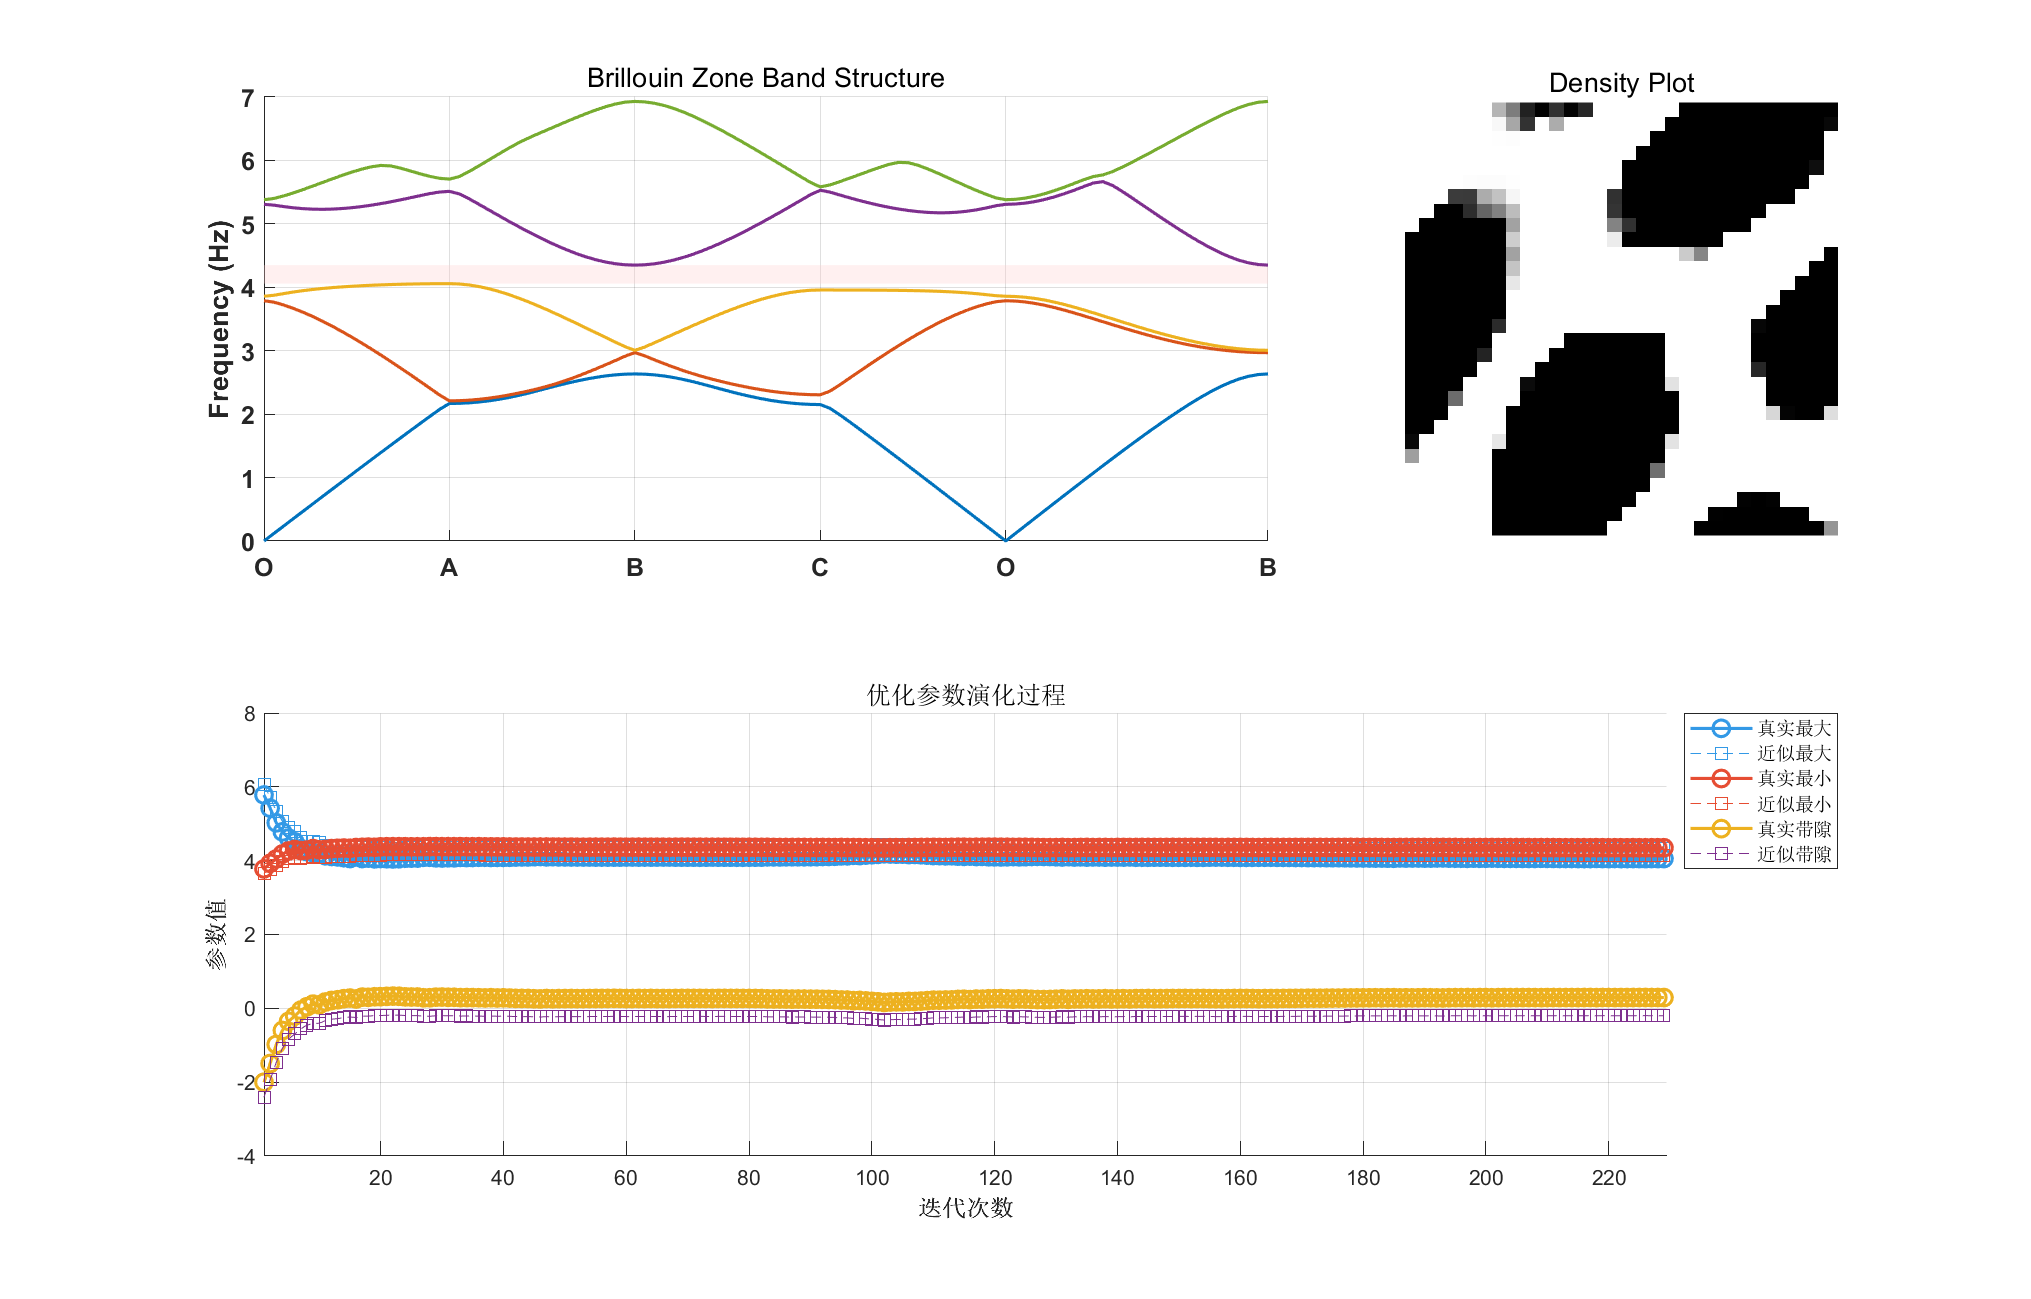 Brillouin Zone Band Structure
7
6
5
4
3
2
1
0
Frequency (Hz)
O A B C O B
Density Plot
优化参数演化过程
8
6
4
2
0
-2
-4
参数值
20 40 60 80 100 120 140 160 180 200 220
迭代次数
真实最大
近似最大
真实最小
近似最小
真实带隙
近似带隙